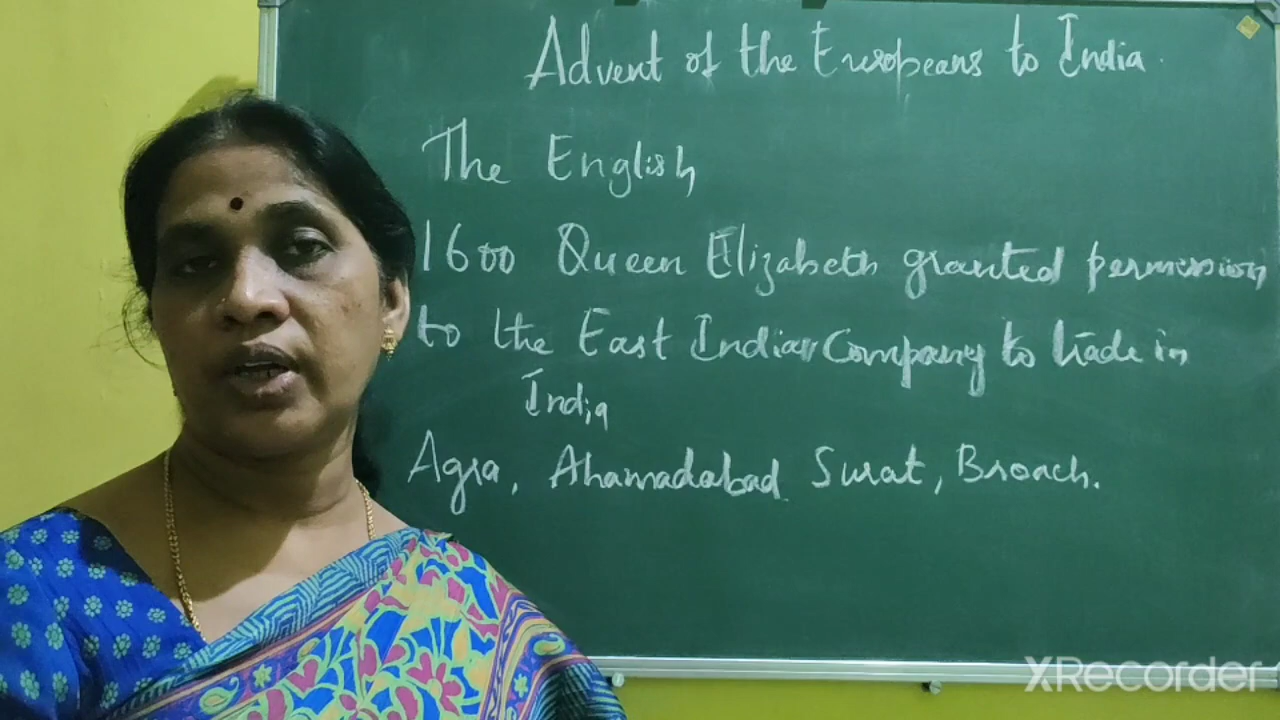 Advent of the Europeans to India.
The English
1600 Queen Elizabeth granted permission
to the East Indian Company to trade in
India
Agra, Ahamadabad Surat, Broach.
XRecorder